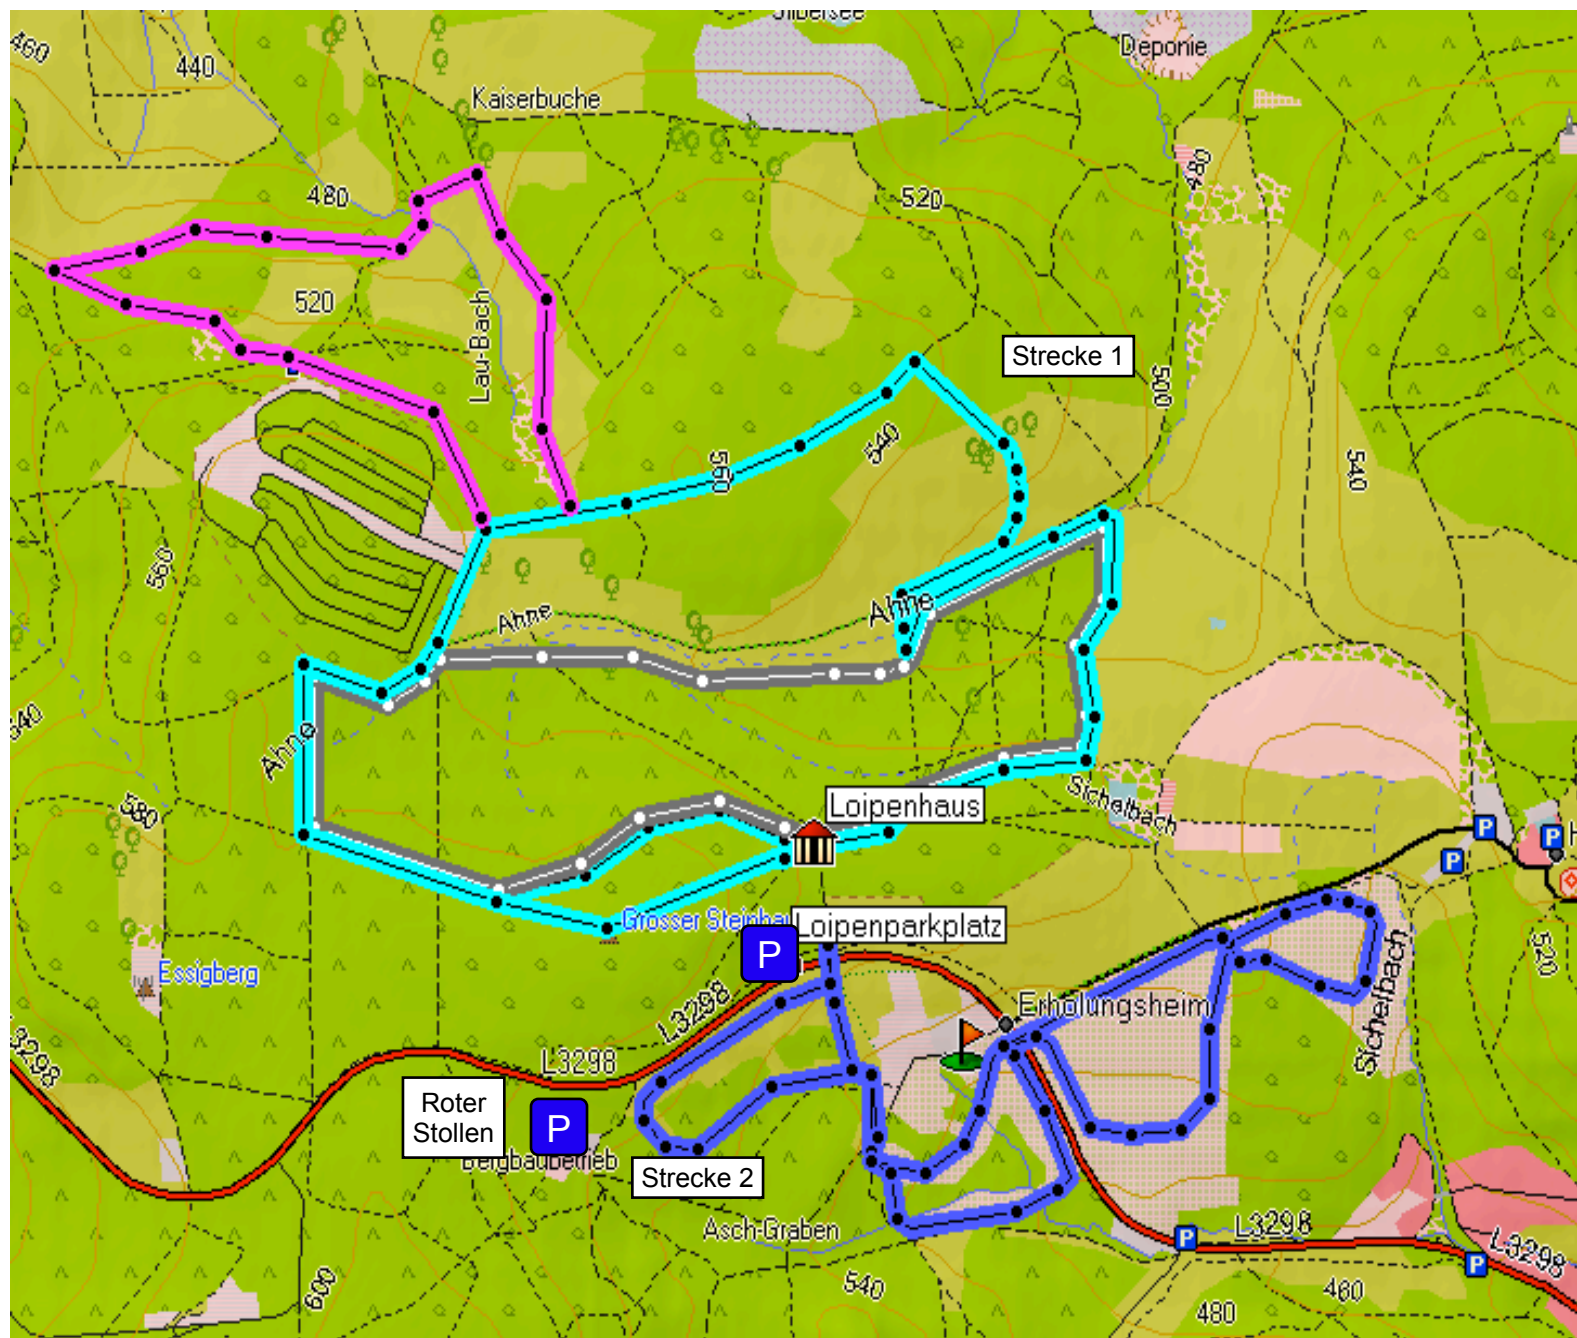 Silbersee
460
440
Deponie
Kaiserbuche
480
480
520
520
Lau-Bach
Strecke 1
500
540
560
540
560
Ahne
Ahne
Ahne
540
580
Sichelbach
Loipenhaus
P
P
P
H
Grosser Steinhau
Loipenparkplatz
P
Essigberg
520
Sichelbach
L3298
Erholungsheim
L3298
L3298
Roter
Stollen
P
Bergbaubetrieb
Strecke 2
Asch-Graben
P
L3298
P
L3298
600
540
460
480